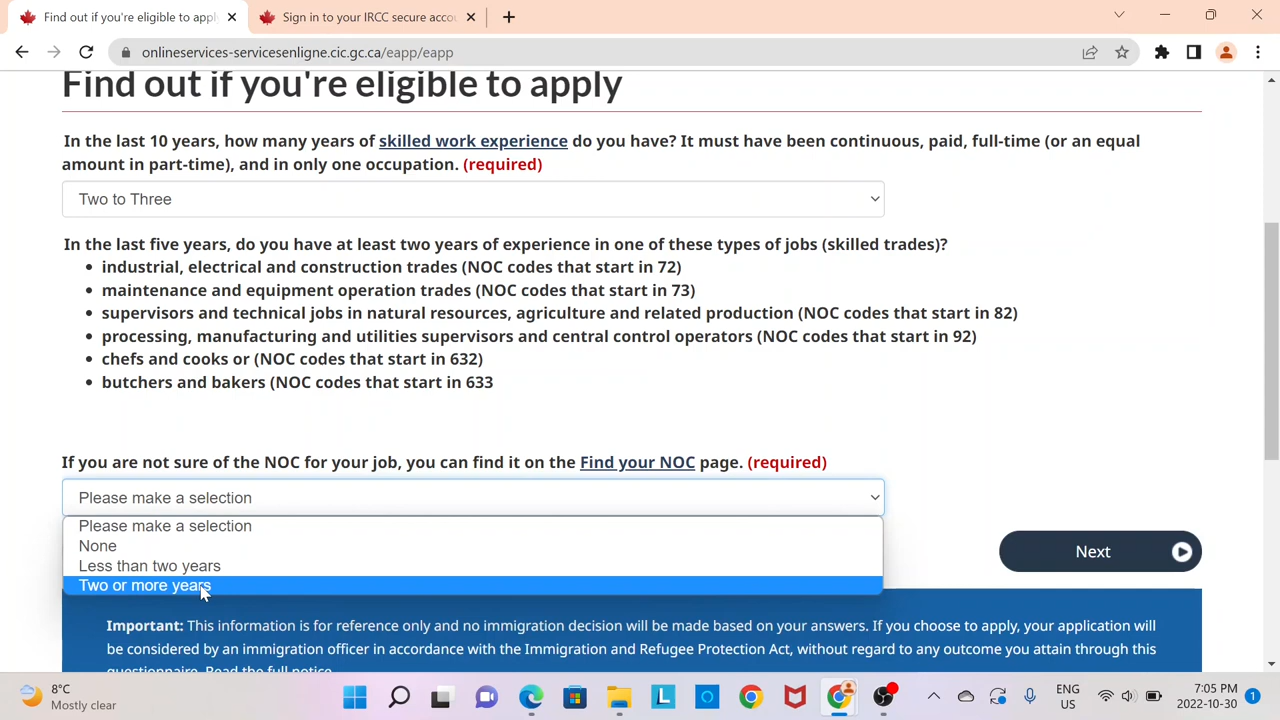 Find out if you're eligible to apply
Sign in to your IRCC secure accou
onlineservices-servicesenligne.cic.gc.ca/eapp/eapp
Find out if you're eligible to apply
In the last 10 years, how many years of skilled work experience do you have? It must have been continuous, paid, full-time (or an equal
amount in part-time), and in only one occupation. (required)
Two to Three
In the last five years, do you have at least two years of experience in one of these types of jobs (skilled trades)?
• industrial, electrical and construction trades (NOC codes that start in 72)
• maintenance and equipment operation trades (NOC codes that start in 73)
• supervisors and technical jobs in natural resources, agriculture and related production (NOC codes that start in 82)
• processing, manufacturing and utilities supervisors and central control operators (NOC codes that start in 92)
• chefs and cooks or (NOC codes that start in 632)
• butchers and bakers (NOC codes that start in 633
If you are not sure of the NOC for your job, you can find it on the Find your NOC page. (required)
Please make a selection
Please make a selection
None
Less than two years
Two or more years
Next
Important: This information is for reference only and no immigration decision will be made based on your answers. If you choose to apply, your application will
be considered by an immigration officer in accordance with the Immigration and Refugee Protection Act, without regard to any outcome you attain through this
questionnaire. Read the full notice.
8°C
Mostly clear
L
ENG
US
7:05 PM
2022-10-30
1